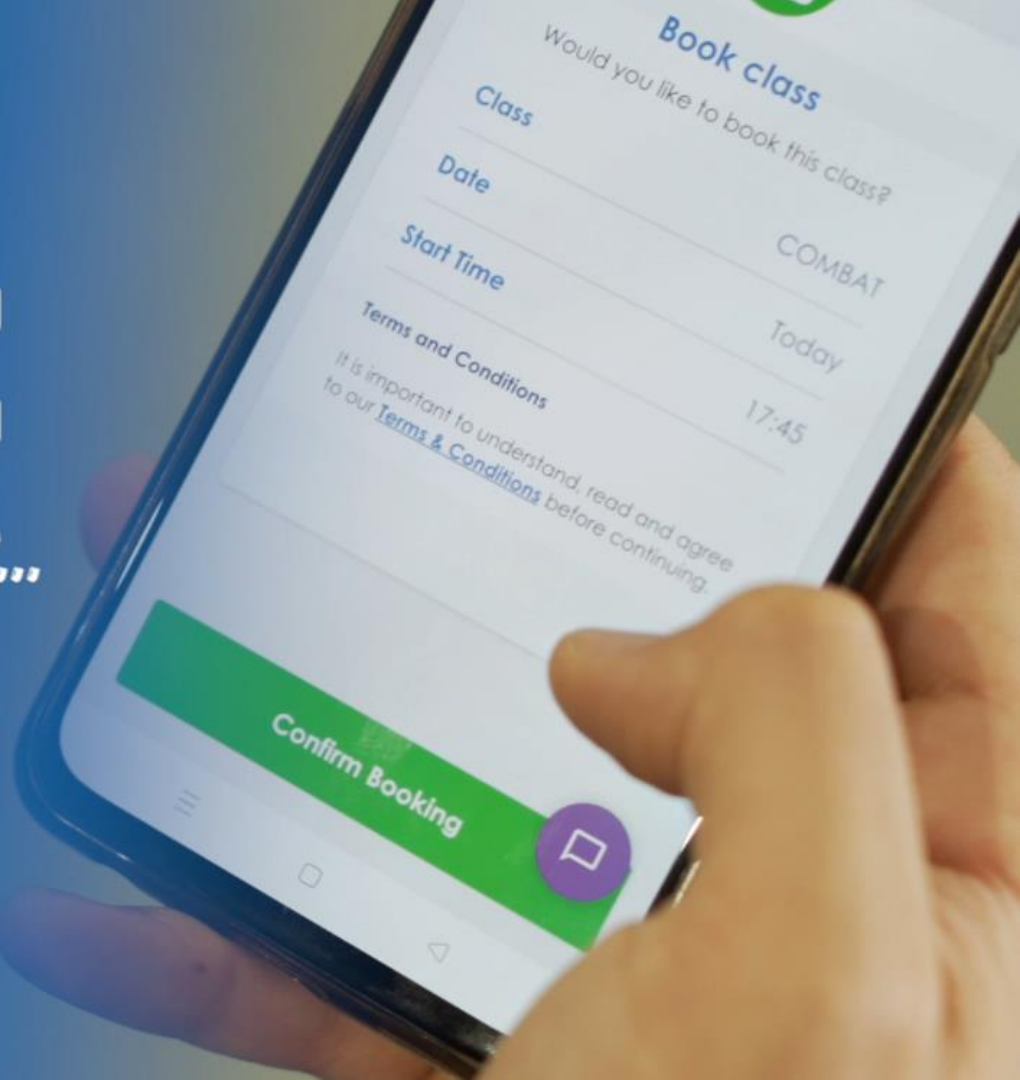 Book class
Would you like to book this class?
Class
COMBAT
Date
Today
Start Time
17:45
Terms and Conditions
It is important to understand, read and agree
to our Terms & Conditions before continuing.
Confirm Booking